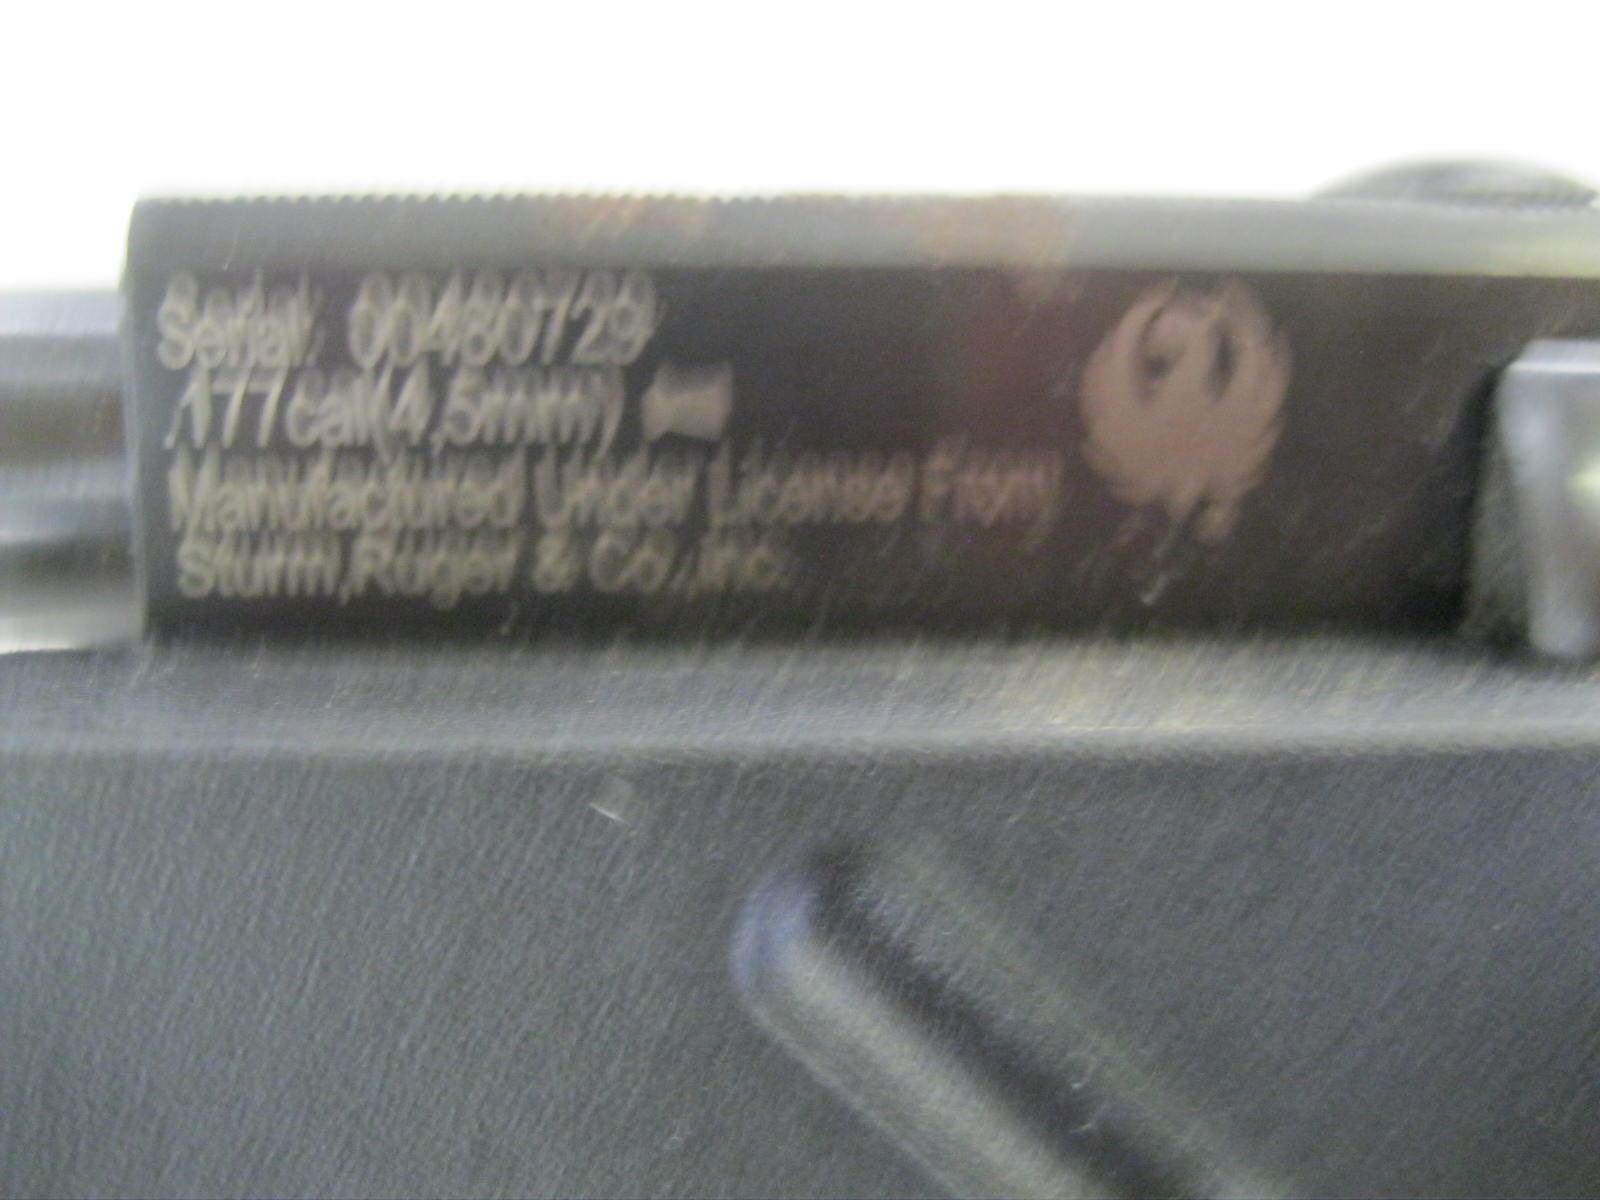 Serial: 00480729
.177cal(4,5mm)
Manufactured Under License From
Sturm,Ruger & Co.,Inc.